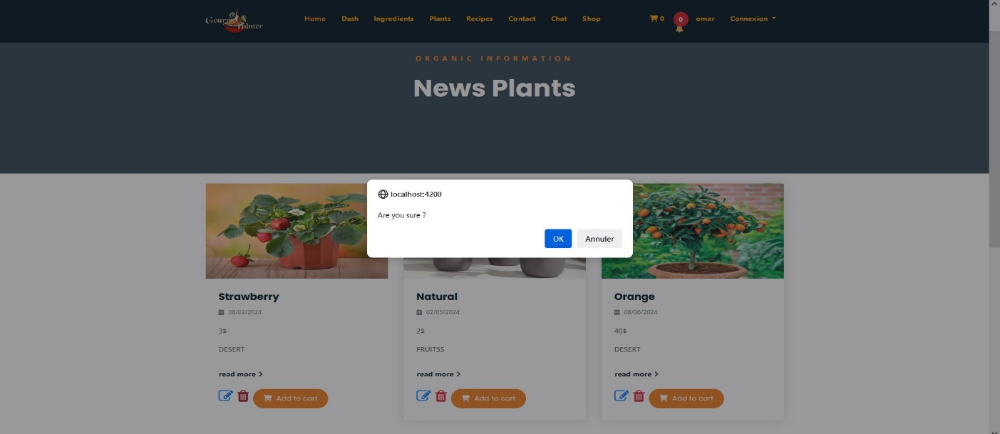 Gourmet Hunter
Home Dash Ingredients Plants Recipes Contact Chat Shop 0 0 omar Connexion
ORGANIC INFORMATION
News Plants
localhost:4200
Are you sure ?
OK Annuler
Strawberry Natural Orange
08/02/2024 02/05/2024 08/06/2024
3$ 2$ 40$
DESERT FRUITSS DESERT
read more > read more > read more >
Add to cart Add to cart Add to cart